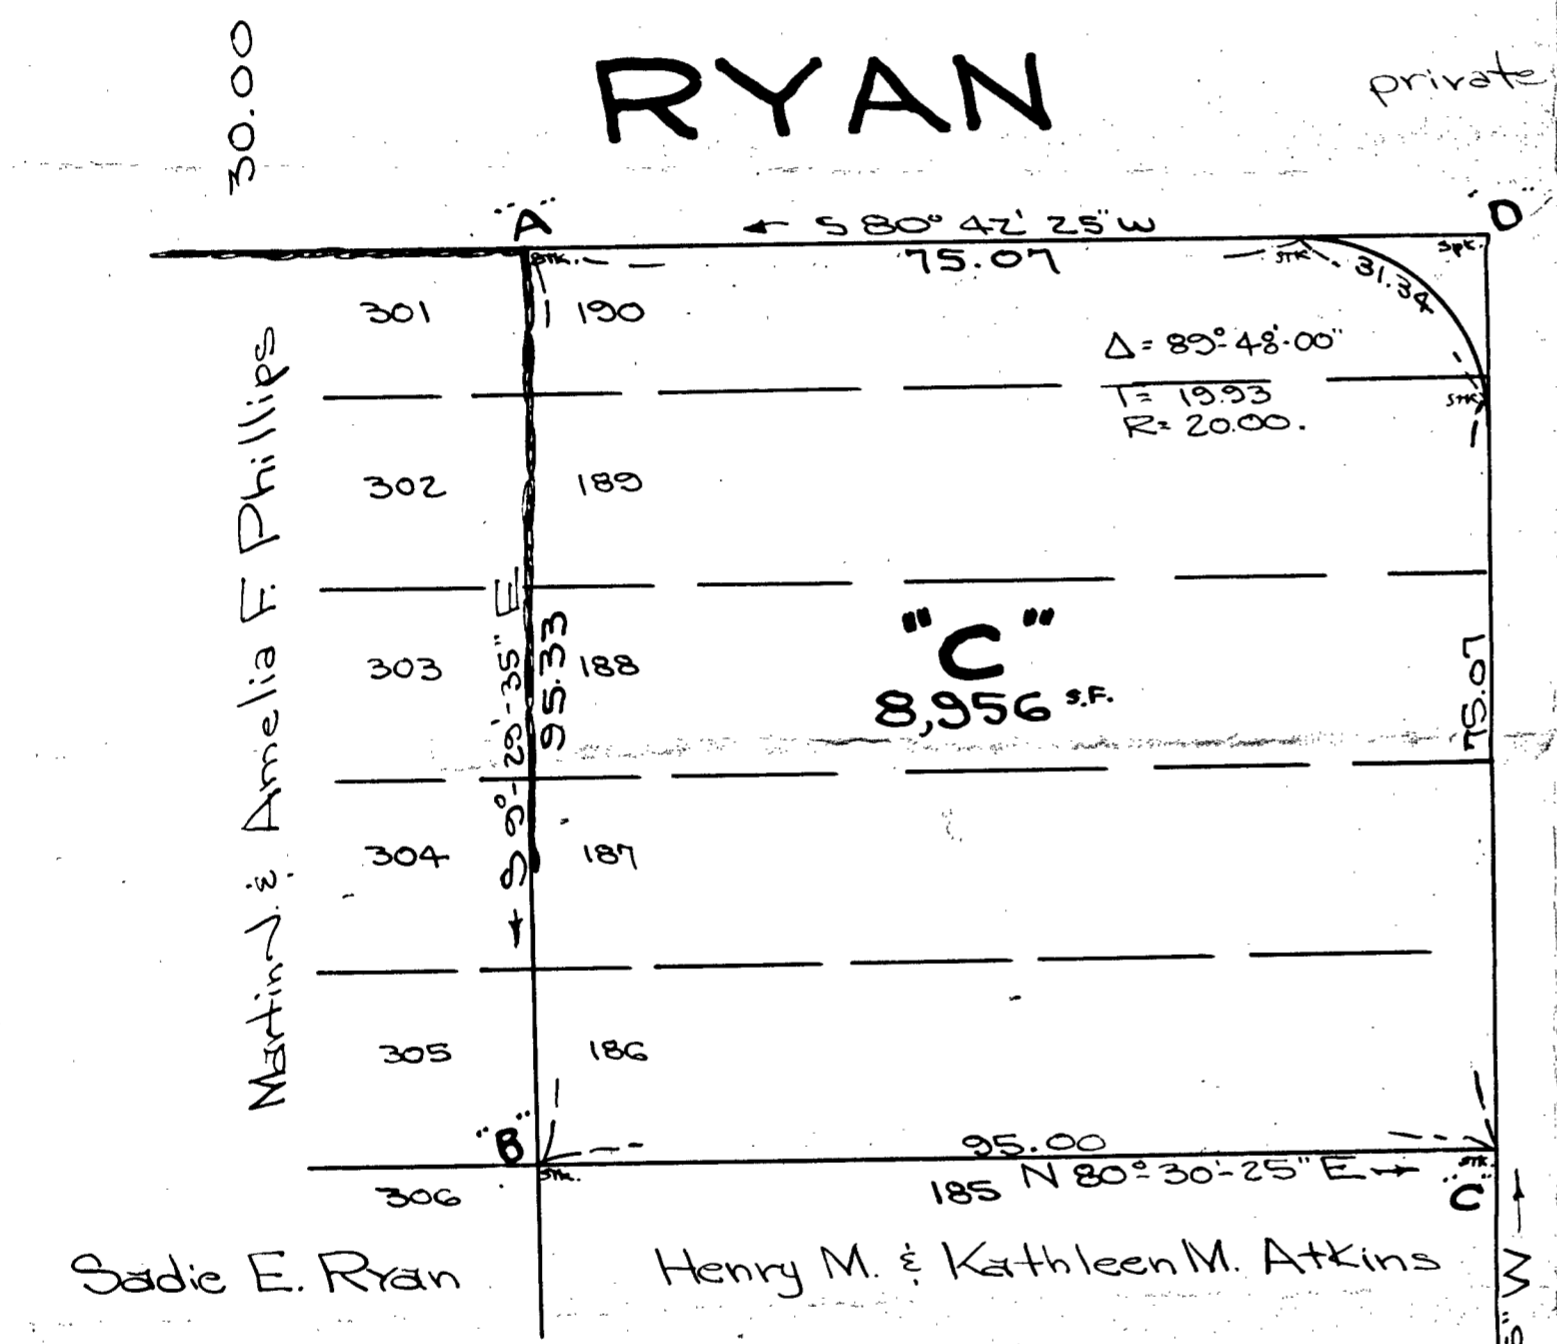 30.00
RYAN
private
"A"
← S 80° 42' 25" W
"D"
stk.
75.07
stk.
spk.
31.34
301
190
Δ = 89°-48'-00"
T = 19.93
R = 20.00.
stk.
302
189
Martin J. & Amelia F. Phillips
← S 9°-29'-35" E
95.33
303
188
"C"
8,956 S.F.
75.07
304
187
305
186
"B"
95.00
stk.
stk.
N 80°-30'-25" E →
"C"
306
185
Sadie E. Ryan
Henry M. & Kathleen M. Atkins
5" W →